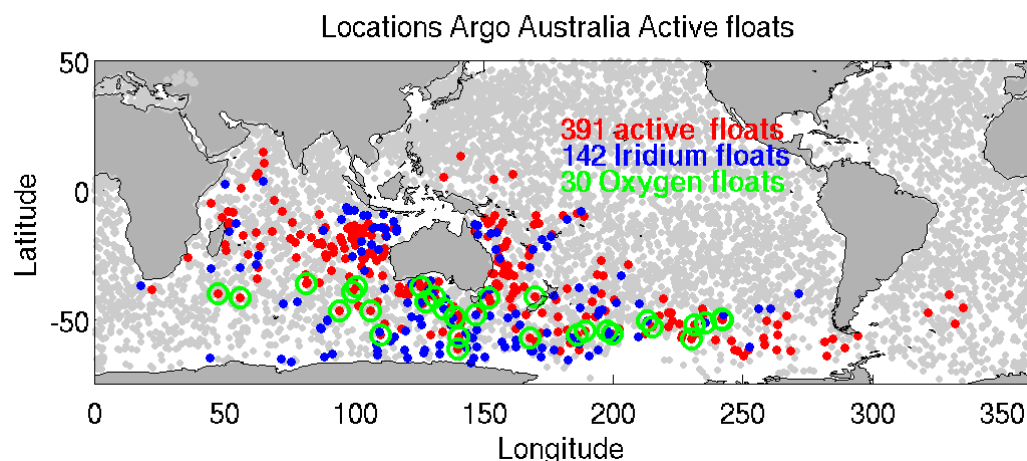 Locations Argo Australia Active floats
50
0
-50
Latitude
391 active floats
142 Iridium floats
30 Oxygen floats
0 50 100 150 200 250 300 350
Longitude